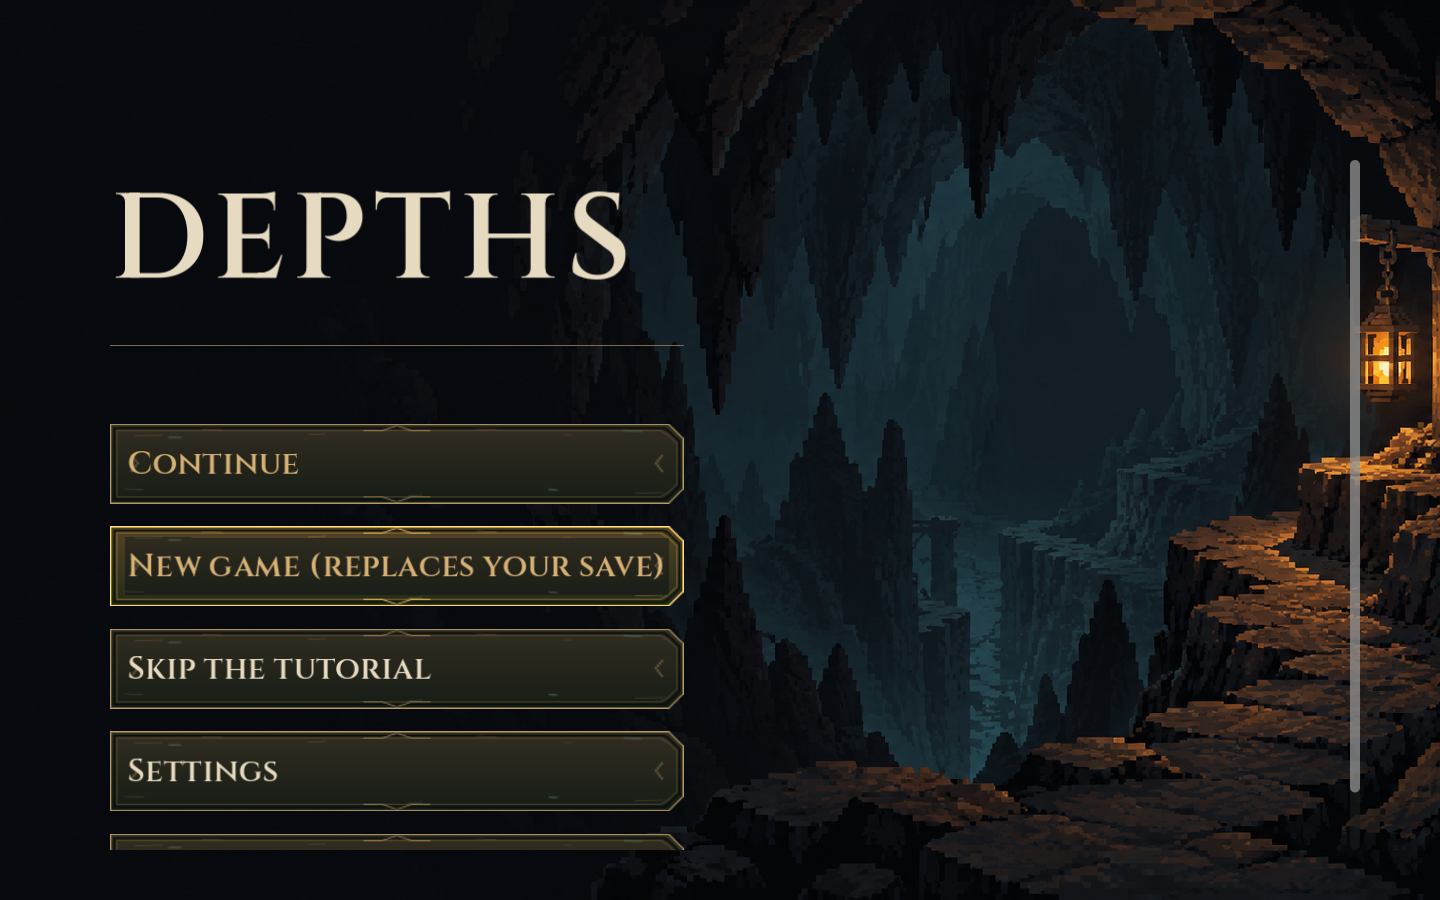 DEPTHS
Continue
New game (replaces your save)
Skip the tutorial
Settings